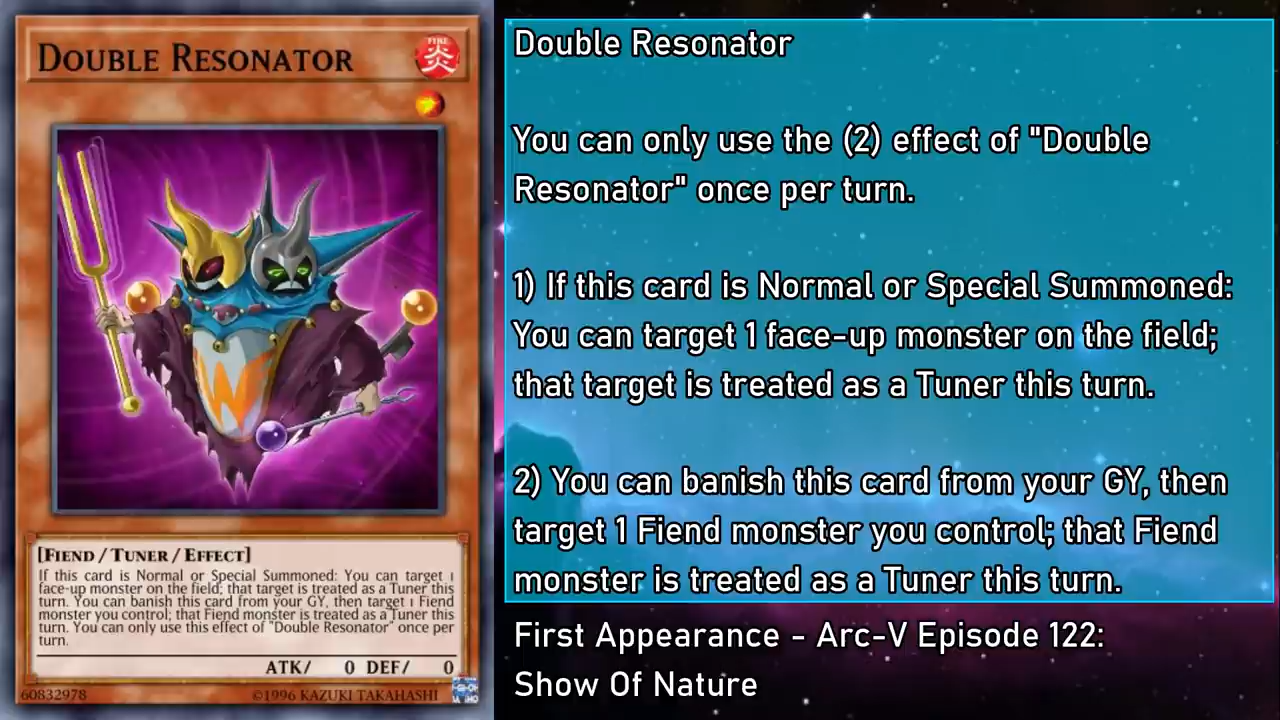 DOUBLE RESONATOR
FIRE
炎
[FIEND / TUNER / EFFECT]
If this card is Normal or Special Summoned: You can target 1
face-up monster on the field; that target is treated as a Tuner this
turn. You can banish this card from your GY, then target 1 Fiend
monster you control; that Fiend monster is treated as a Tuner this
turn. You can only use this effect of "Double Resonator" once per
turn.
ATK/ 0 DEF/ 0
60832978
©1996 KAZUKI TAKAHASHI
Double Resonator
You can only use the (2) effect of "Double
Resonator" once per turn.
1) If this card is Normal or Special Summoned:
You can target 1 face-up monster on the field;
that target is treated as a Tuner this turn.
2) You can banish this card from your GY, then
target 1 Fiend monster you control; that Fiend
monster is treated as a Tuner this turn.
First Appearance - Arc-V Episode 122:
Show Of Nature